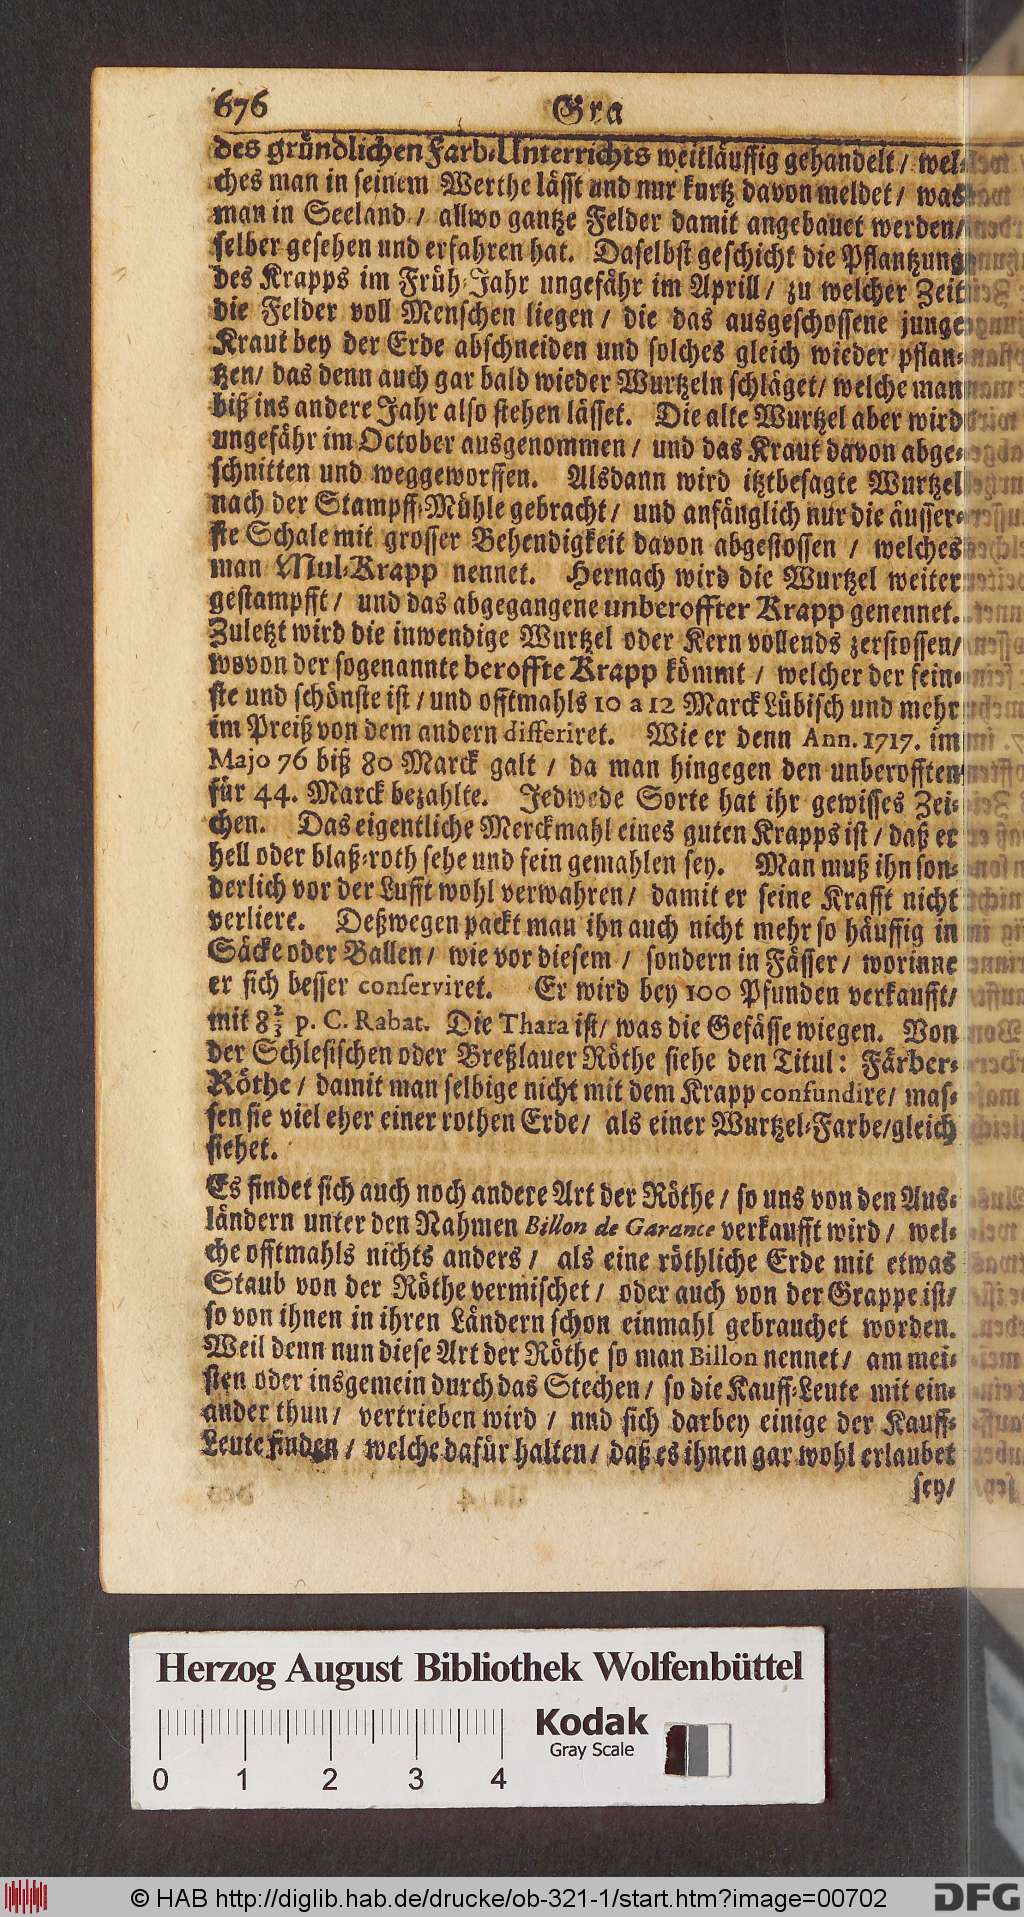 676 Gra
des gründlichen Farb-Unterrichts weitläuffig gehandelt / wel-
ches man in seinem Werthe lässt und nur kurtz davon meldet / was
man in Seeland / allwo gantze Felder damit angebauet werden /
selber gesehen und erfahren hat. Daselbst geschicht die Pflantzung
des Krapps im Früh-Jahr ungefähr im Aprill / zu welcher Zeit
die Felder voll Menschen liegen / die das ausgeschossene junge
Kraut bey der Erde abschneiden und solches gleich wieder pflan-
tzen / das denn auch gar bald wieder Wurtzeln schläget / welche man
biß ins andere Jahr also stehen lässet. Die alte Wurtzel aber wird
ungefähr im October ausgenommen / und das Kraut davon abge-
schnitten und weggeworffen. Alsdann wird itztbesagte Wurtzel
nach der Stampff-Mühle gebracht / und anfänglich nur die äusser-
ste Schale mit grosser Behendigkeit davon abgestossen / welches
man Mul-Krapp nennet. Hernach wird die Wurtzel weiter
gestampfft / und das abgegangene unberoffter Krapp genennet.
Zuletzt wird die inwendige Wurtzel oder Kern vollends zerstossen /
wovon der sogenannte beroffte Krapp kömmt / welcher der fein-
ste und schönste ist / und offtmahls 10 a 12 Marck Lübisch und mehr
im Preiß von dem andern differiret. Wie er denn Ann. 1717. im
Majo 76 biß 80 Marck galt / da man hingegen den unberofften
für 44. Marck bezahlte. Jedwede Sorte hat ihr gewisses Zei-
chen. Das eigentliche Merckmahl eines guten Krapps ist / daß er
hell oder blaß-roth sehe und fein gemahlen sey. Man muß ihn son-
derlich vor der Lufft wohl verwahren / damit er seine Krafft nicht
verliere. Deßwegen packt man ihn auch nicht mehr so häuffig in
Säcke oder Ballen / wie vor diesem / sondern in Fässer / worinne
er sich besser conserviret. Er wird bey 100 Pfunden verkaufft /
mit 8⅔ p. C. Rabat. Die Thara ist / was die Gefässe wiegen. Von
der Schlesischen oder Breßlauer Röthe siehe den Titul: Färber-
Röthe / damit man selbige nicht mit dem Krapp confundire / mas-
sen sie viel eher einer rothen Erde / als einer Wurtzel-Farbe / gleich
siehet.
Es findet sich auch noch andere Art der Röthe / so uns von den Aus-
ländern unter den Nahmen Billon de Garance verkaufft wird / wel-
che offtmahls nichts anders / als eine röthliche Erde mit etwas
Staub von der Röthe vermischet / oder auch von der Grappe ist /
so von ihnen in ihren Ländern schon einmahl gebrauchet worden.
Weil denn nun diese Art der Röthe so man Billon nennet / am mei-
sten oder insgemein durch das Stechen / so die Kauff-Leute mit ein-
ander thun / vertrieben wird / nnd sich darbey einige der Kauff-
Leute finden / welche dafür halten / daß es ihnen gar wohl erlaubet
sey /
Herzog August Bibliothek Wolfenbüttel
Kodak
Gray Scale
0 1 2 3 4
© HAB http://diglib.hab.de/drucke/ob-321-1/start.htm?image=00702
DFG